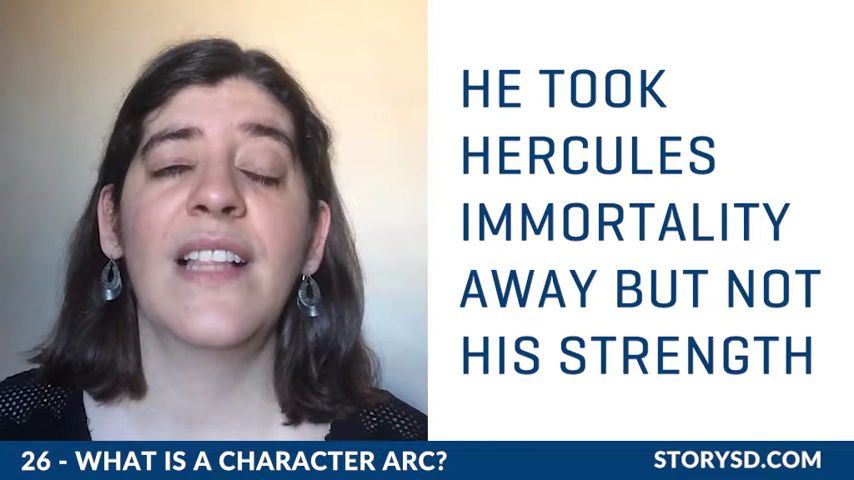 HE TOOK
HERCULES
IMMORTALITY
AWAY BUT NOT
HIS STRENGTH
26 - WHAT IS A CHARACTER ARC?
STORYSD.COM